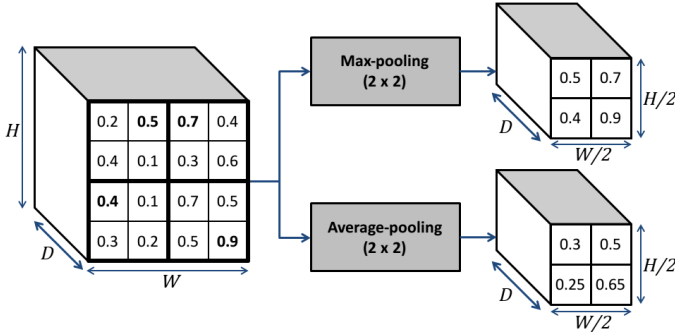 H
0.2 0.5 0.7 0.4
0.4 0.1 0.3 0.6
0.4 0.1 0.7 0.5
0.3 0.2 0.5 0.9
D
W
Max-pooling
(2 x 2)
0.5 0.7
0.4 0.9
H/2
D
W/2
Average-pooling
(2 x 2)
0.3 0.5
0.25 0.65
H/2
D
W/2